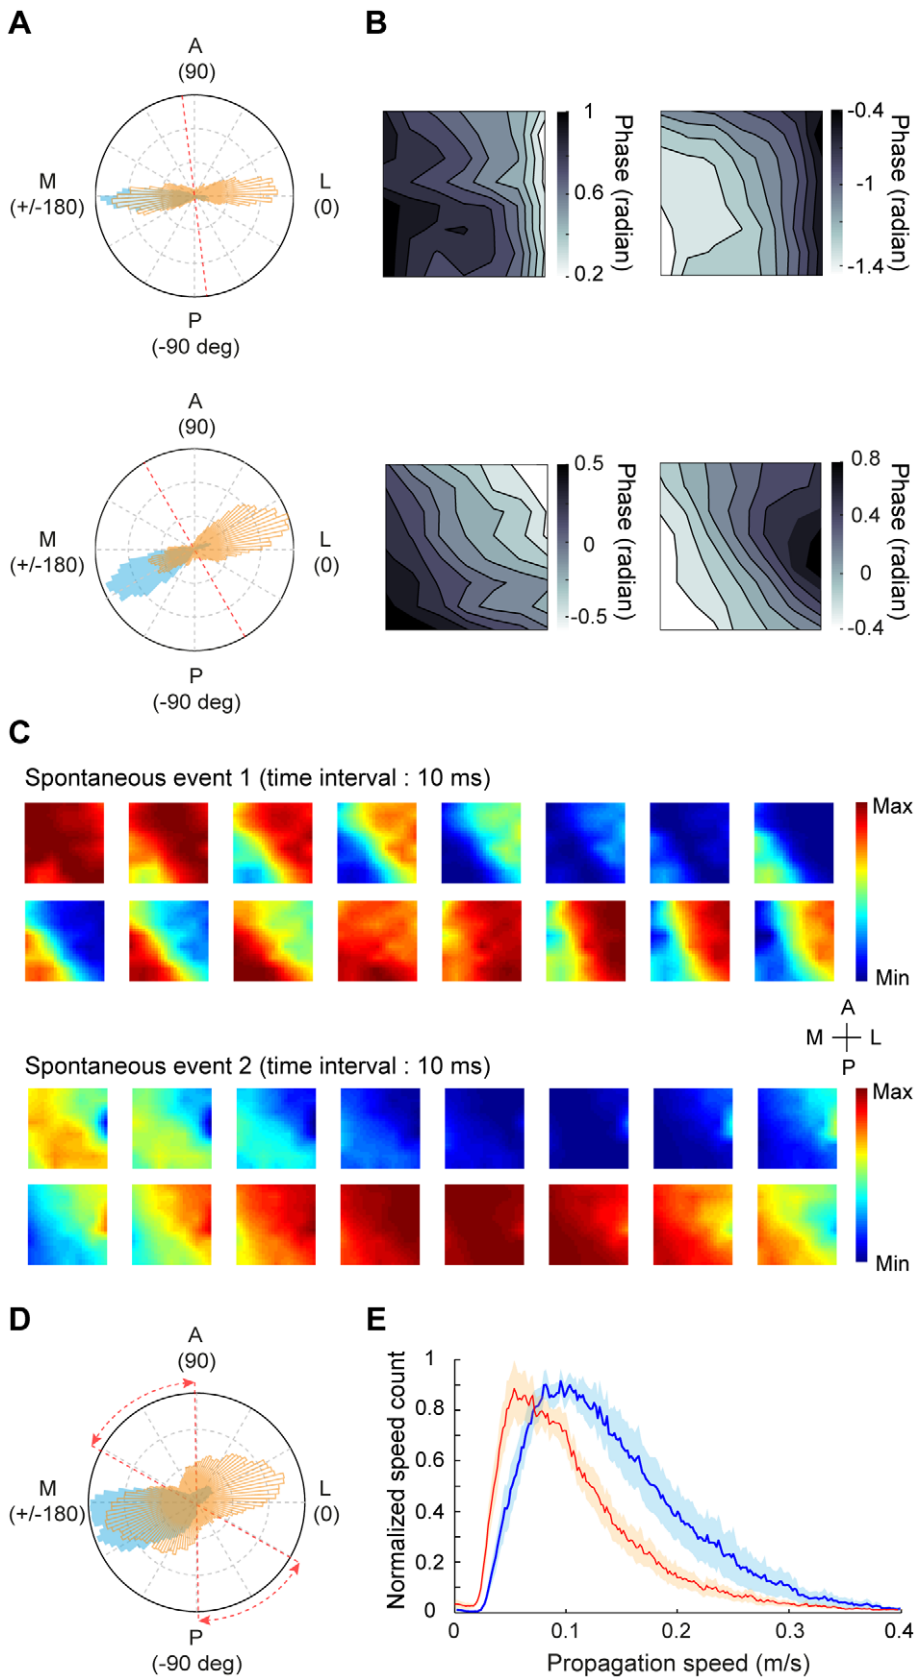 A
A
(90)
M
(+/-180)
L
(0)
P
(-90 deg)
A
(90)
M
(+/-180)
L
(0)
P
(-90 deg)
B
1
0.6
0.2
Phase (radian)
-0.4
-1
-1.4
Phase (radian)
0.5
0
-0.5
Phase (radian)
0.8
0.4
0
-0.4
Phase (radian)
C
Spontaneous event 1 (time interval : 10 ms)
Max
Min
A
M L
P
Spontaneous event 2 (time interval : 10 ms)
Max
Min
D
A
(90)
M
(+/-180)
L
(0)
P
(-90 deg)
E
Normalized speed count
1
0.8
0.6
0.4
0.2
0
0 0.1 0.2 0.3 0.4
Propagation speed (m/s)